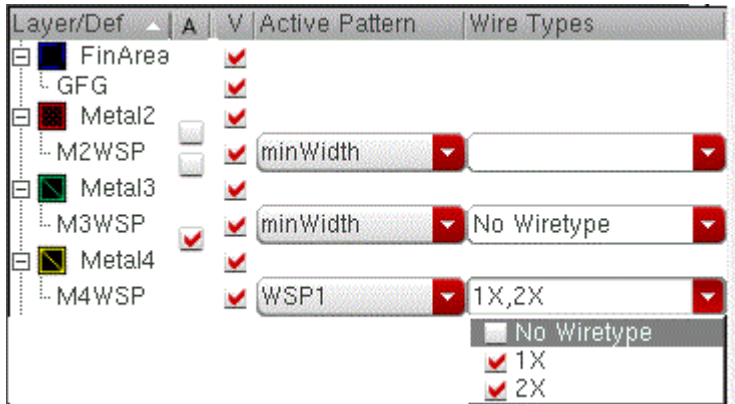 Layer/Def A V Active Pattern Wire Types
FinArea
GFG
Metal2
M2WSP minWidth
Metal3
M3WSP minWidth No Wiretype
Metal4
M4WSP WSP1 1X,2X
No Wiretype
1X
2X